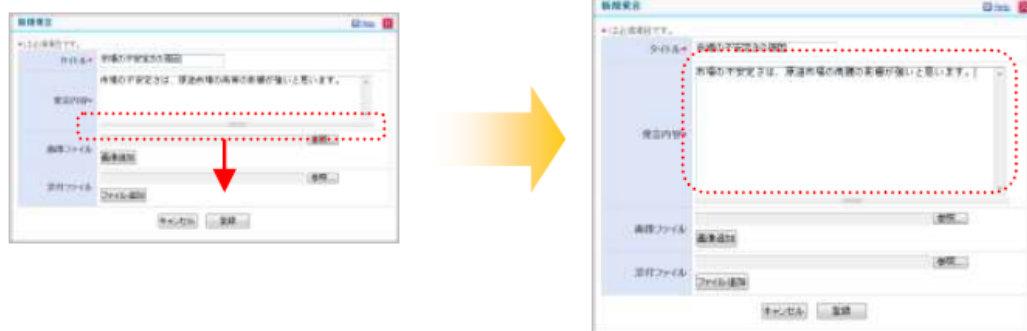 新規発言
Help
*は必須項目です。
タイトル*
市場の不安定さの要因
発言内容*
市場の不安定さは、原油市場の高騰の影響が強いと思います。
画像ファイル
参照...
画像追加
添付ファイル
参照...
ファイル追加
キャンセル 登録
新規発言
Help
*は必須項目です。
タイトル*
市場の不安定さの要因
市場の不安定さは、原油市場の高騰の影響が強いと思います。
発言内容*
画像ファイル
参照...
画像追加
添付ファイル
参照...
ファイル追加
キャンセル 登録